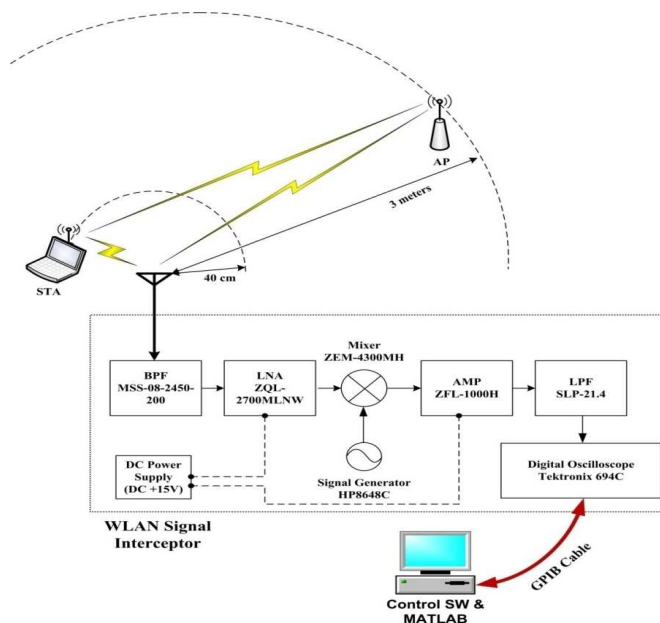 AP
3 meters
STA
40 cm
BPF
MSS-08-2450-
200
LNA
ZQL-
2700MLNW
Mixer
ZEM-4300MH
AMP
ZFL-1000H
LPF
SLP-21.4
DC Power
Supply
(DC +15V)
Signal Generator
HP8648C
Digital Oscilloscope
Tektronix 694C
WLAN Signal
Interceptor
GPIB Cable
Control SW &
MATLAB